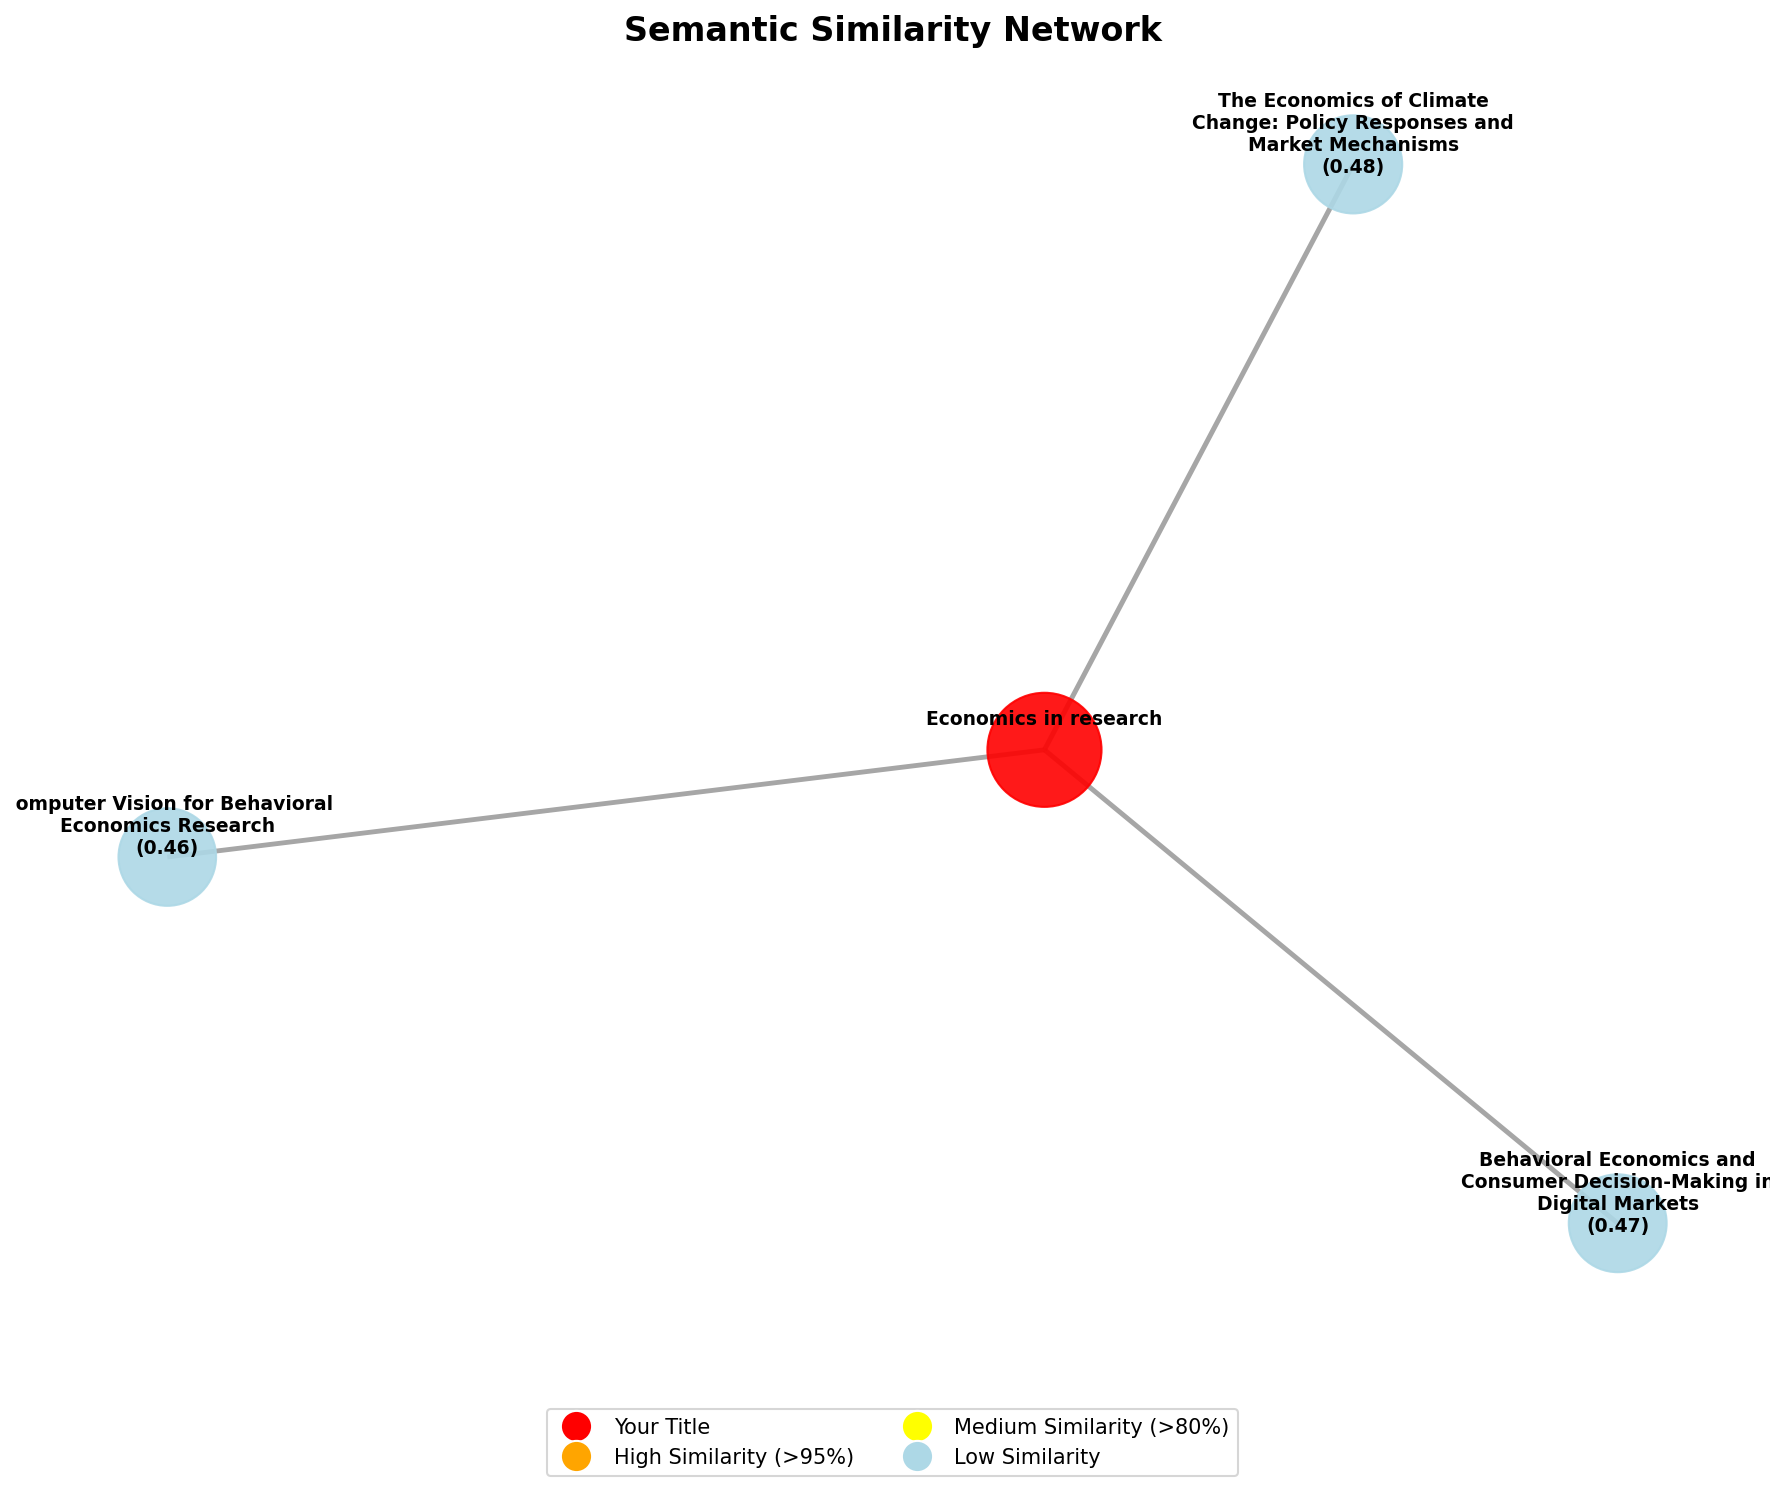 Semantic Similarity Network
The Economics of Climate
Change: Policy Responses and
Market Mechanisms
(0.48)
Economics in research
omputer Vision for Behavioral
Economics Research
(0.46)
Behavioral Economics and
Consumer Decision-Making in
Digital Markets
(0.47)
Your Title
High Similarity (>95%)
Medium Similarity (>80%)
Low Similarity